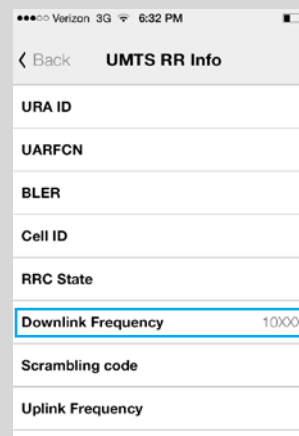 Verizon 3G 6:32 PM
Back UMTS RR Info
URA ID
UARFCN
BLER
Cell ID
RRC State
Downlink Frequency 10XXX
Scrambling code
Uplink Frequency